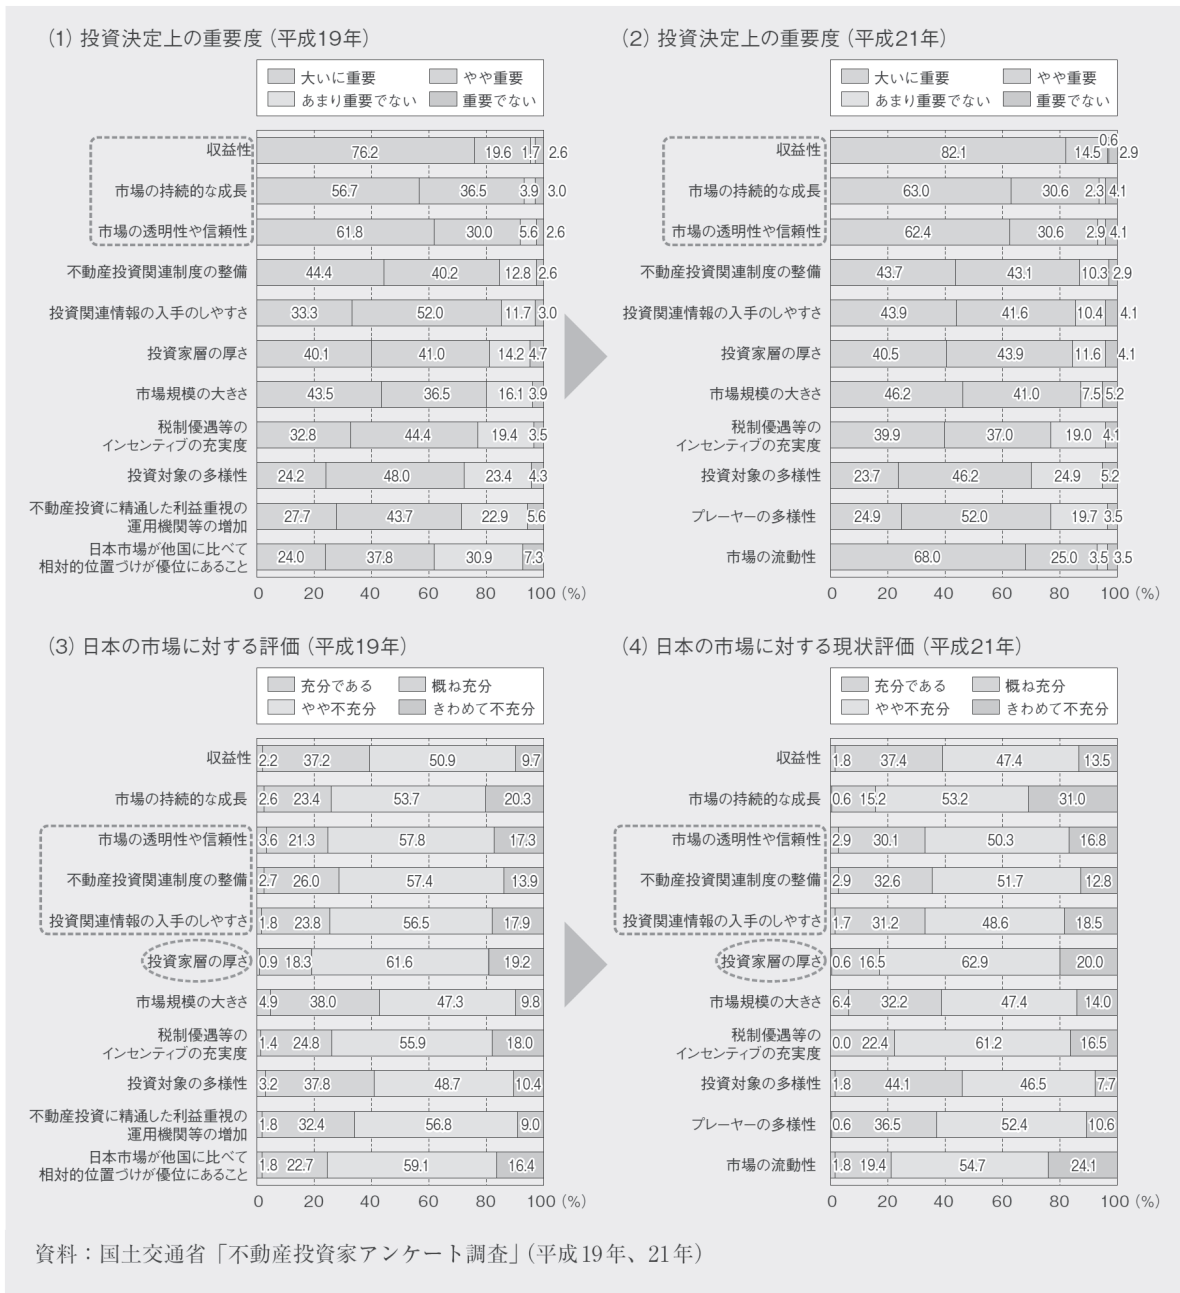 (1) 投資決定上の重要度（平成19年）
大いに重要 やや重要
あまり重要でない 重要でない
収益性 76.2 19.6 1.7 2.6
市場の持続的な成長 56.7 36.5 3.9 3.0
市場の透明性や信頼性 61.8 30.0 5.6 2.6
不動産投資関連制度の整備 44.4 40.2 12.8 2.6
投資関連情報の入手のしやすさ 33.3 52.0 11.7 3.0
投資家層の厚さ 40.1 41.0 14.2 4.7
市場規模の大きさ 43.5 36.5 16.1 3.9
税制優遇等の
インセンティブの充実度 32.8 44.4 19.4 3.5
投資対象の多様性 24.2 48.0 23.4 4.3
不動産投資に精通した利益重視の
運用機関等の増加 27.7 43.7 22.9 5.6
日本市場が他国に比べて
相対的位置づけが優位にあること 24.0 37.8 30.9 7.3
0 20 40 60 80 100（%）
(2) 投資決定上の重要度（平成21年）
大いに重要 やや重要
あまり重要でない 重要でない
収益性 82.1 14.5 0.6 2.9
市場の持続的な成長 63.0 30.6 2.3 4.1
市場の透明性や信頼性 62.4 30.6 2.9 4.1
不動産投資関連制度の整備 43.7 43.1 10.3 2.9
投資関連情報の入手のしやすさ 43.9 41.6 10.4 4.1
投資家層の厚さ 40.5 43.9 11.6 4.1
市場規模の大きさ 46.2 41.0 7.5 5.2
税制優遇等の
インセンティブの充実度 39.9 37.0 19.0 4.1
投資対象の多様性 23.7 46.2 24.9 5.2
プレーヤーの多様性 24.9 52.0 19.7 3.5
市場の流動性 68.0 25.0 3.5 3.5
0 20 40 60 80 100（%）
(3) 日本の市場に対する評価（平成19年）
充分である 概ね充分
やや不充分 きわめて不充分
収益性 2.2 37.2 50.9 9.7
市場の持続的な成長 2.6 23.4 53.7 20.3
市場の透明性や信頼性 3.6 21.3 57.8 17.3
不動産投資関連制度の整備 2.7 26.0 57.4 13.9
投資関連情報の入手のしやすさ 1.8 23.8 56.5 17.9
投資家層の厚さ 0.9 18.3 61.6 19.2
市場規模の大きさ 4.9 38.0 47.3 9.8
税制優遇等の
インセンティブの充実度 1.4 24.8 55.9 18.0
投資対象の多様性 3.2 37.8 48.7 10.4
不動産投資に精通した利益重視の
運用機関等の増加 1.8 32.4 56.8 9.0
日本市場が他国に比べて
相対的位置づけが優位にあること 1.8 22.7 59.1 16.4
0 20 40 60 80 100（%）
(4) 日本の市場に対する現状評価（平成21年）
充分である 概ね充分
やや不充分 きわめて不充分
収益性 1.8 37.4 47.4 13.5
市場の持続的な成長 0.6 15.2 53.2 31.0
市場の透明性や信頼性 2.9 30.1 50.3 16.8
不動産投資関連制度の整備 2.9 32.6 51.7 12.8
投資関連情報の入手のしやすさ 1.7 31.2 48.6 18.5
投資家層の厚さ 0.6 16.5 62.9 20.0
市場規模の大きさ 6.4 32.2 47.4 14.0
税制優遇等の
インセンティブの充実度 0.0 22.4 61.2 16.5
投資対象の多様性 1.8 44.1 46.5 7.7
プレーヤーの多様性 0.6 36.5 52.4 10.6
市場の流動性 1.8 19.4 54.7 24.1
0 20 40 60 80 100（%）
資料：国土交通省「不動産投資家アンケート調査」（平成19年、21年）